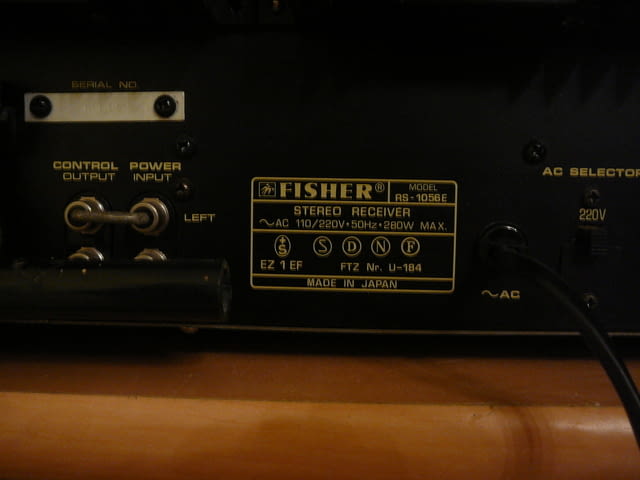 SERIAL NO.
CONTROL OUTPUT
POWER INPUT
LEFT
FISHER®
MODEL
RS-1056E
STEREO RECEIVER
~AC 110/220V•50Hz•280W MAX.
S D N F
EZ 1 EF FTZ Nr. U-184
MADE IN JAPAN
AC SELECTOR
220V
~AC